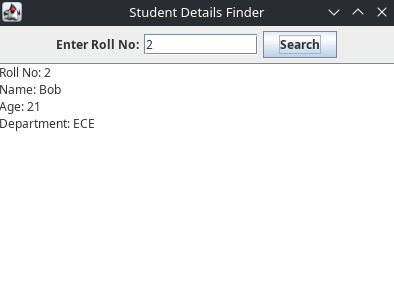 Student Details Finder
Enter Roll No: 2 Search
Roll No: 2
Name: Bob
Age: 21
Department: ECE